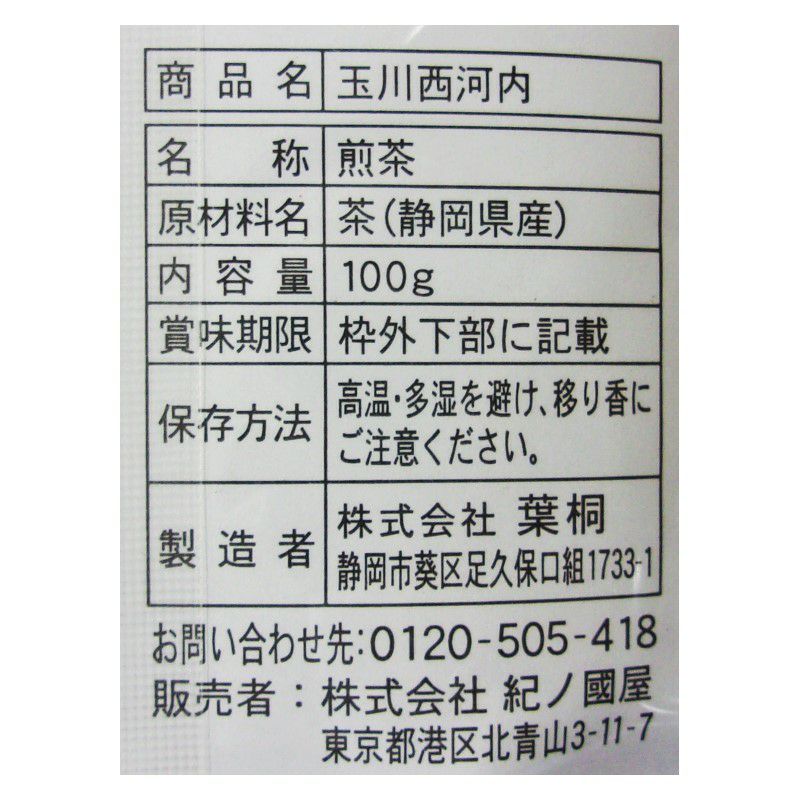 商品名 玉川西河内
名称 煎茶
原材料名 茶(静岡県産)
内容量 100g
賞味期限 枠外下部に記載
保存方法 高温・多湿を避け、移り香に
ご注意ください。
製造者 株式会社 葉桐
静岡市葵区足久保口組1733-1
お問い合わせ先:0120-505-418
販売者:株式会社 紀ノ國屋
東京都港区北青山3-11-7